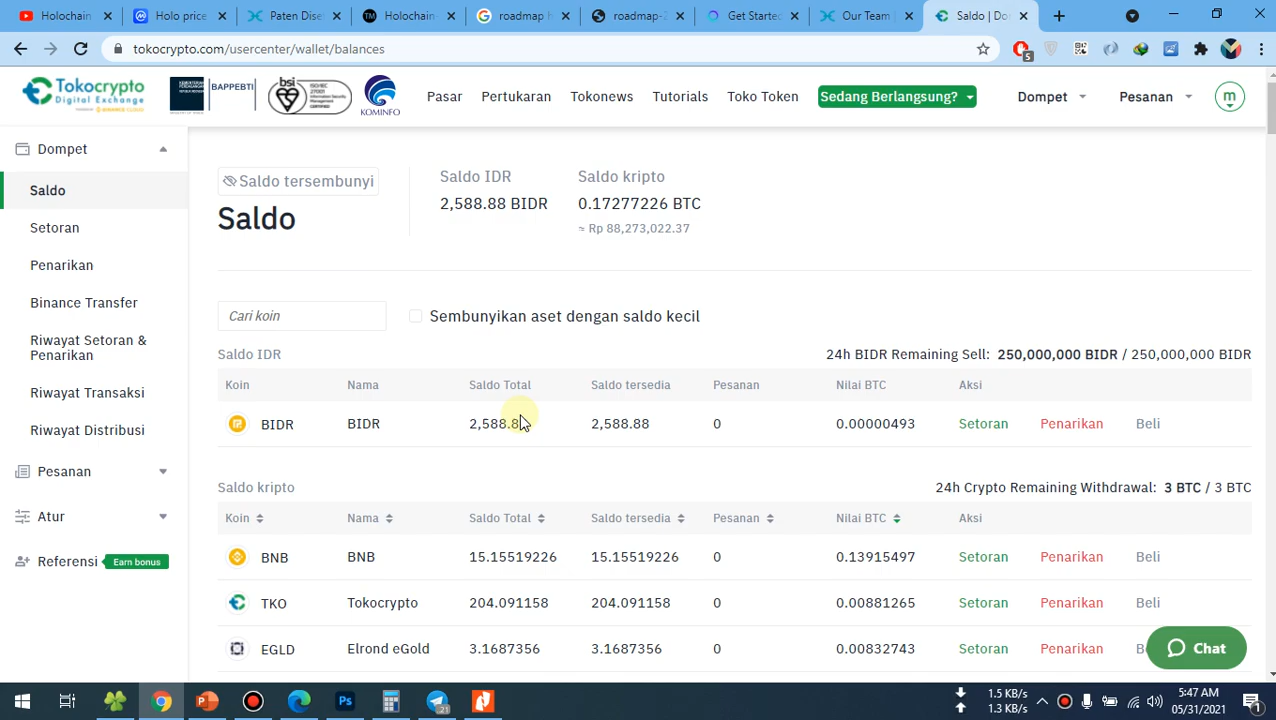 Holochain
Holo price
Paten Dise
Holochain-
roadmap h
roadmap-2
Get Starte
Our Team
Saldo | Do
tokocrypto.com/usercenter/wallet/balances
5
Tokocrypto
Digital Exchange
BAPPEBTI
bsi
KOMINFO
Pasar
Pertukaran
Tokonews
Tutorials
Toko Token
Sedang Berlangsung?
Dompet
Pesanan
m
Dompet
Saldo
Setoran
Penarikan
Binance Transfer
Riwayat Setoran &
Penarikan
Riwayat Transaksi
Riwayat Distribusi
Pesanan
Atur
Referensi Earn bonus
Saldo tersembunyi
Saldo
Saldo IDR
2,588.88 BIDR
Saldo kripto
0.17277226 BTC
≈ Rp 88,273,022.37
Cari koin
Sembunyikan aset dengan saldo kecil
Saldo IDR
24h BIDR Remaining Sell: 250,000,000 BIDR / 250,000,000 BIDR
Koin Nama Saldo Total Saldo tersedia Pesanan Nilai BTC Aksi
BIDR BIDR 2,588.88 2,588.88 0 0.00000493 Setoran Penarikan Beli
Saldo kripto
24h Crypto Remaining Withdrawal: 3 BTC / 3 BTC
Koin Nama Saldo Total Saldo tersedia Pesanan Nilai BTC Aksi
BNB BNB 15.15519226 15.15519226 0 0.13915497 Setoran Penarikan Beli
TKO Tokocrypto 204.091158 204.091158 0 0.00881265 Setoran Penarikan Beli
EGLD Elrond eGold 3.1687356 3.1687356 0 0.00832743 Setoran Penarikan
Chat
21
1.5 KB/s
1.3 KB/s
5:47 AM
05/31/2021
1